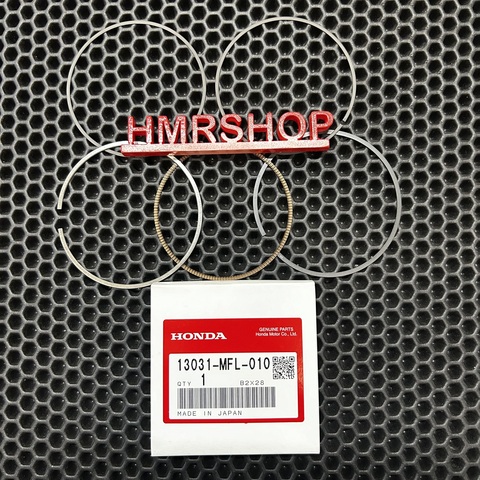 HMRSHOP
HONDA
GENUINE PARTS
Honda Motor Co., Ltd.
13031-MFL-010
QTY 1 B2X28
MADE IN JAPAN